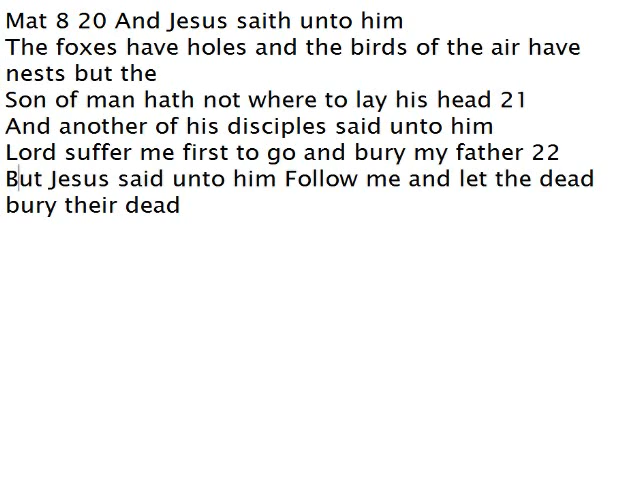 Mat 8 20 And Jesus saith unto him
The foxes have holes and the birds of the air have
nests but the
Son of man hath not where to lay his head 21
And another of his disciples said unto him
Lord suffer me first to go and bury my father 22
But Jesus said unto him Follow me and let the dead
bury their dead